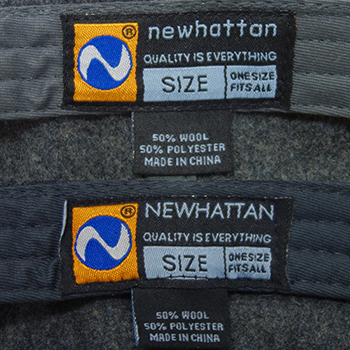 ® newhattan
QUALITY IS EVERYTHING
SIZE ONE SIZE
FITS ALL
50% WOOL
50% POLYESTER
MADE IN CHINA
® NEWHATTAN
QUALITY IS EVERYTHING
SIZE ONE SIZE
FITS ALL
50% WOOL
50% POLYESTER
MADE IN CHINA